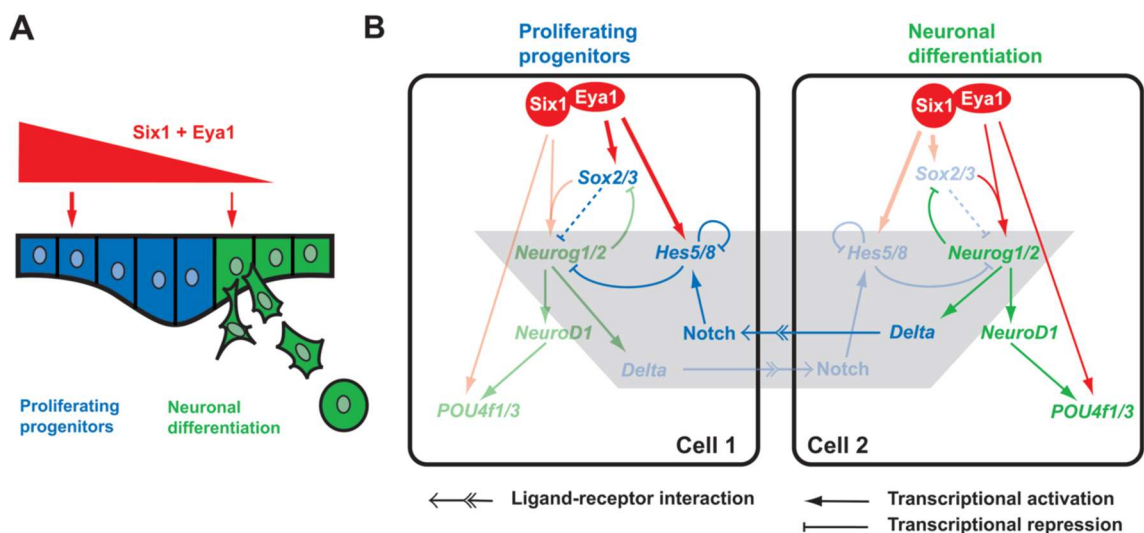 A
Six1 + Eya1
Proliferating
progenitors
Neuronal
differentiation
B
Proliferating
progenitors
Neuronal
differentiation
Six1
Eya1
Sox2/3
Neurog1/2
Hes5/8
NeuroD1
Notch
Delta
POU4f1/3
Cell 1
Six1
Eya1
Sox2/3
Hes5/8
Neurog1/2
Delta
NeuroD1
Notch
POU4f1/3
Cell 2
Ligand-receptor interaction
Transcriptional activation
Transcriptional repression